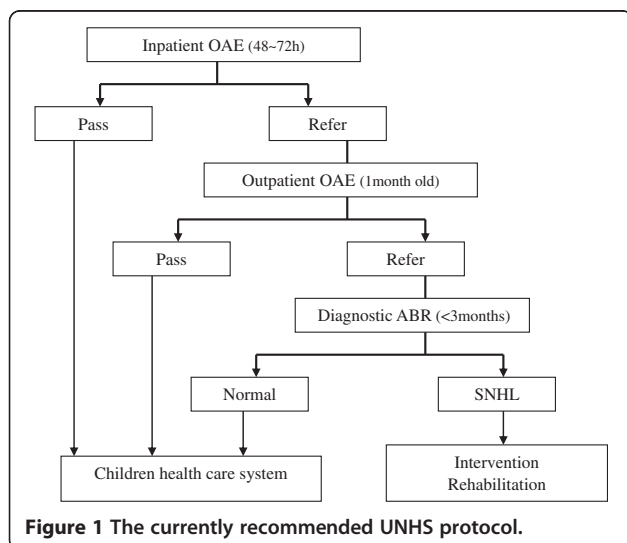 Inpatient OAE (48~72h)
Pass
Refer
Outpatient OAE (1month old)
Pass
Refer
Diagnostic ABR (<3months)
Normal
SNHL
Children health care system
Intervention
Rehabilitation
Figure 1 The currently recommended UNHS protocol.